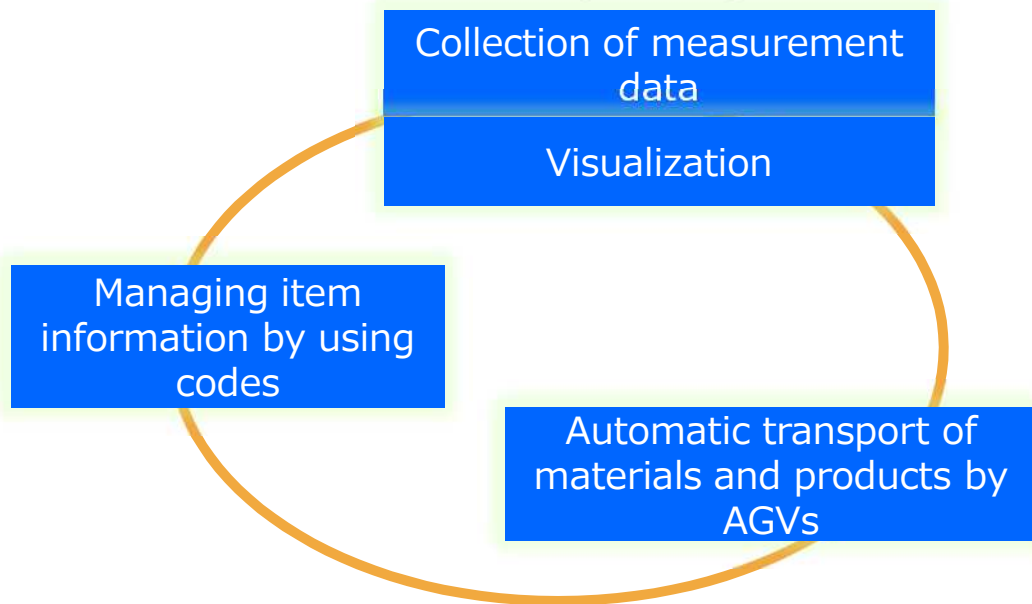 Collection of measurement
data
Visualization
Managing item
information by using
codes
Automatic transport of
materials and products by
AGVs